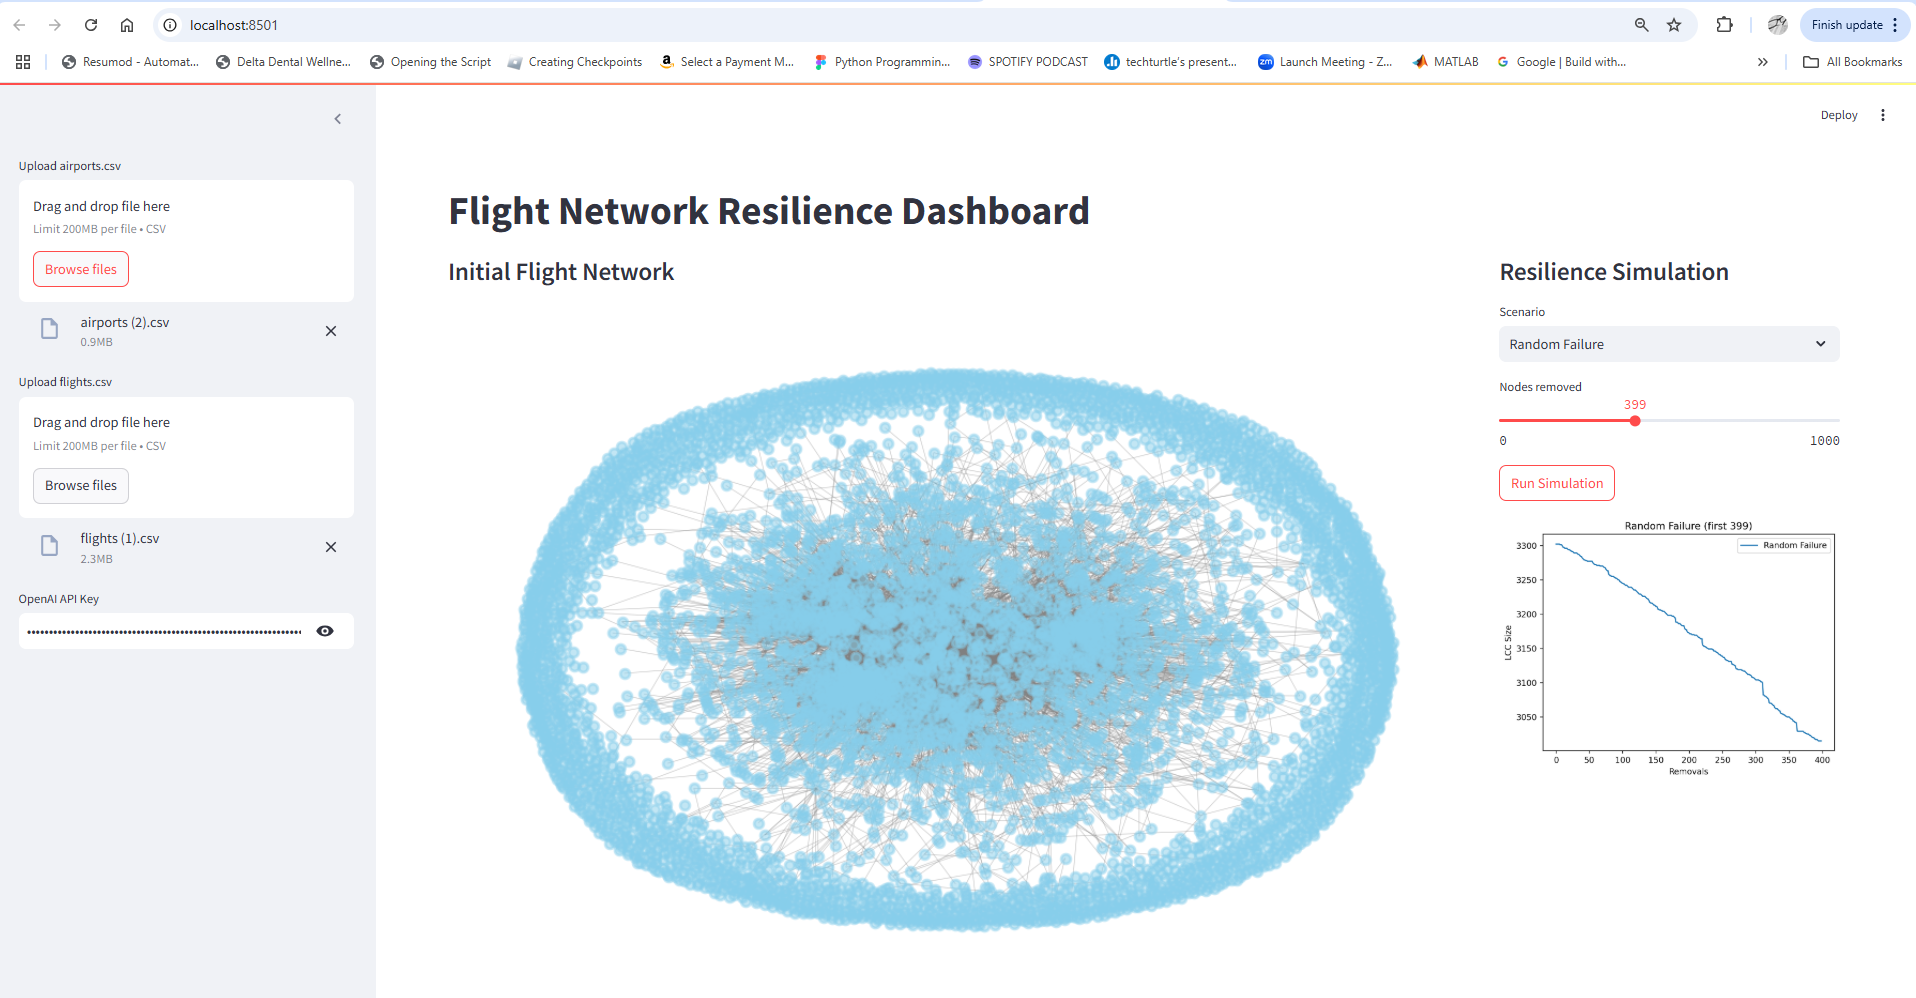 localhost:8501
Finish update
Resumod - Automat...
Delta Dental Wellne...
Opening the Script
Creating Checkpoints
Select a Payment M...
Python Programmin...
SPOTIFY PODCAST
techturtle's present...
Launch Meeting - Z...
MATLAB
Google | Build with...
All Bookmarks
Deploy
Upload airports.csv
Drag and drop file here
Limit 200MB per file • CSV
Browse files
airports (2).csv
0.9MB
Upload flights.csv
Drag and drop file here
Limit 200MB per file • CSV
Browse files
flights (1).csv
2.3MB
OpenAI API Key
Flight Network Resilience Dashboard
Initial Flight Network
Resilience Simulation
Scenario
Random Failure
Nodes removed
399
0 1000
Run Simulation
Random Failure (first 399)
Random Failure
3300
3250
3200
3150
3100
3050
LCC Size
0 50 100 150 200 250 300 350 400
Removals